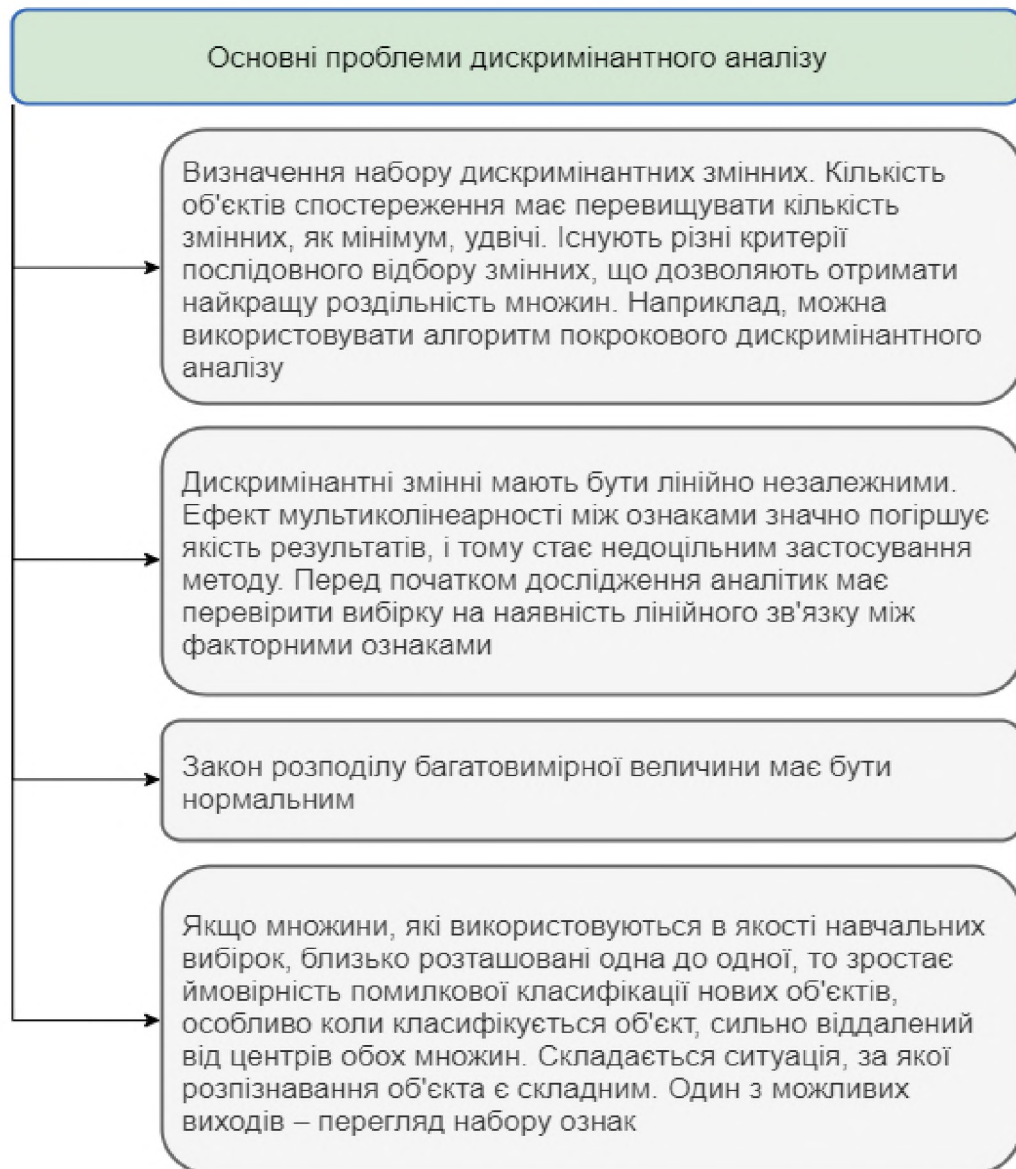 Основні проблеми дискримінантного аналізу
Визначення набору дискримінантних змінних. Кількість
об'єктів спостереження має перевищувати кількість
змінних, як мінімум, удвічі. Існують різні критерії
послідовного відбору змінних, що дозволяють отримати
найкращу роздільність множин. Наприклад, можна
використовувати алгоритм покрокового дискримінантного
аналізу
Дискримінантні змінні мають бути лінійно незалежними.
Ефект мультиколінеарності між ознаками значно погіршує
якість результатів, і тому стає недоцільним застосування
методу. Перед початком дослідження аналітик має
перевірити вибірку на наявність лінійного зв'язку між
факторними ознаками
Закон розподілу багатовимірної величини має бути
нормальним
Якщо множини, які використовуються в якості навчальних
вибірок, близько розташовані одна до одної, то зростає
ймовірність помилкової класифікації нових об'єктів,
особливо коли класифікується об'єкт, сильно віддалений
від центрів обох множин. Складається ситуація, за якої
розпізнавання об'єкта є складним. Один з можливих
виходів – перегляд набору ознак